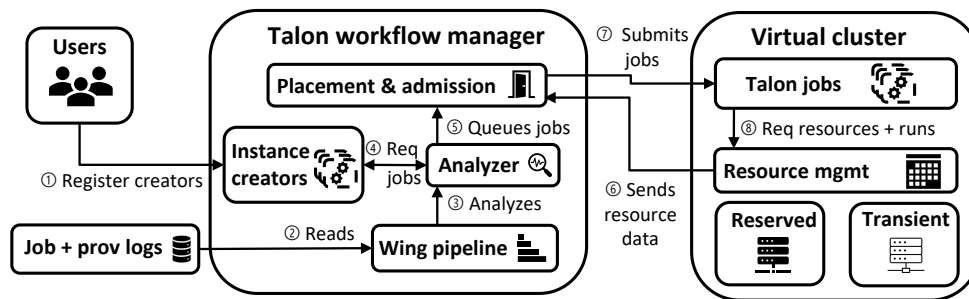 Users
Talon workflow manager
Virtual cluster
⑦ Submits
jobs
Placement & admission
Talon jobs
⑤ Queues jobs
⑧ Req resources + runs
Instance
creators
④ Req
jobs
Analyzer
Resource mgmt
① Register creators
③ Analyzes
⑥ Sends
resource
data
Reserved
Transient
② Reads
Job + prov logs
Wing pipeline